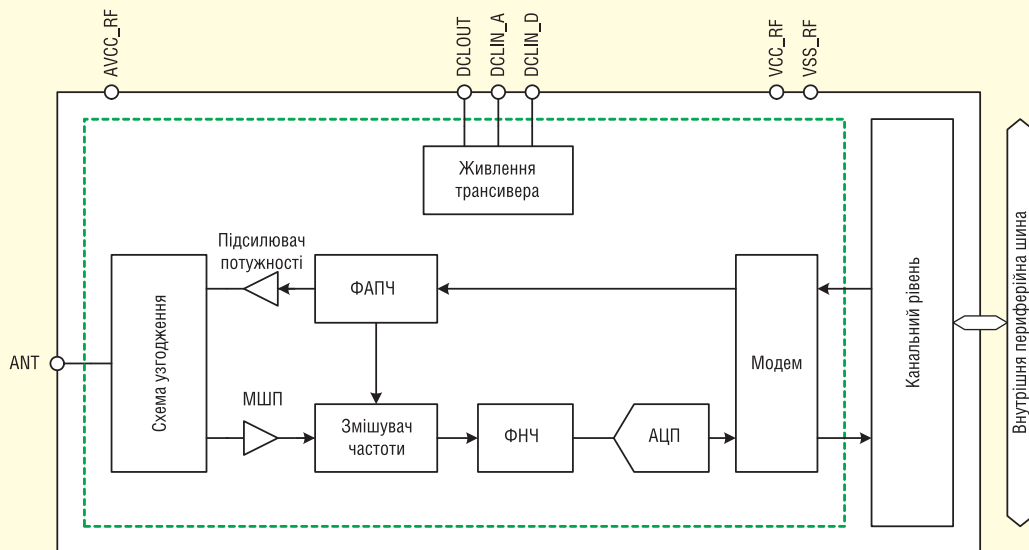 AVCC_RF
DCLOUT
DCLIN_A
DCLIN_D
VCC_RF
VSS_RF
Живлення
трансивера
Підсилювач
потужності
ФАПЧ
Схема узгодження
ANT
МШП
Змішувач
частоти
ФНЧ
АЦП
Модем
Канальний рівень
Внутрішня периферійна шина